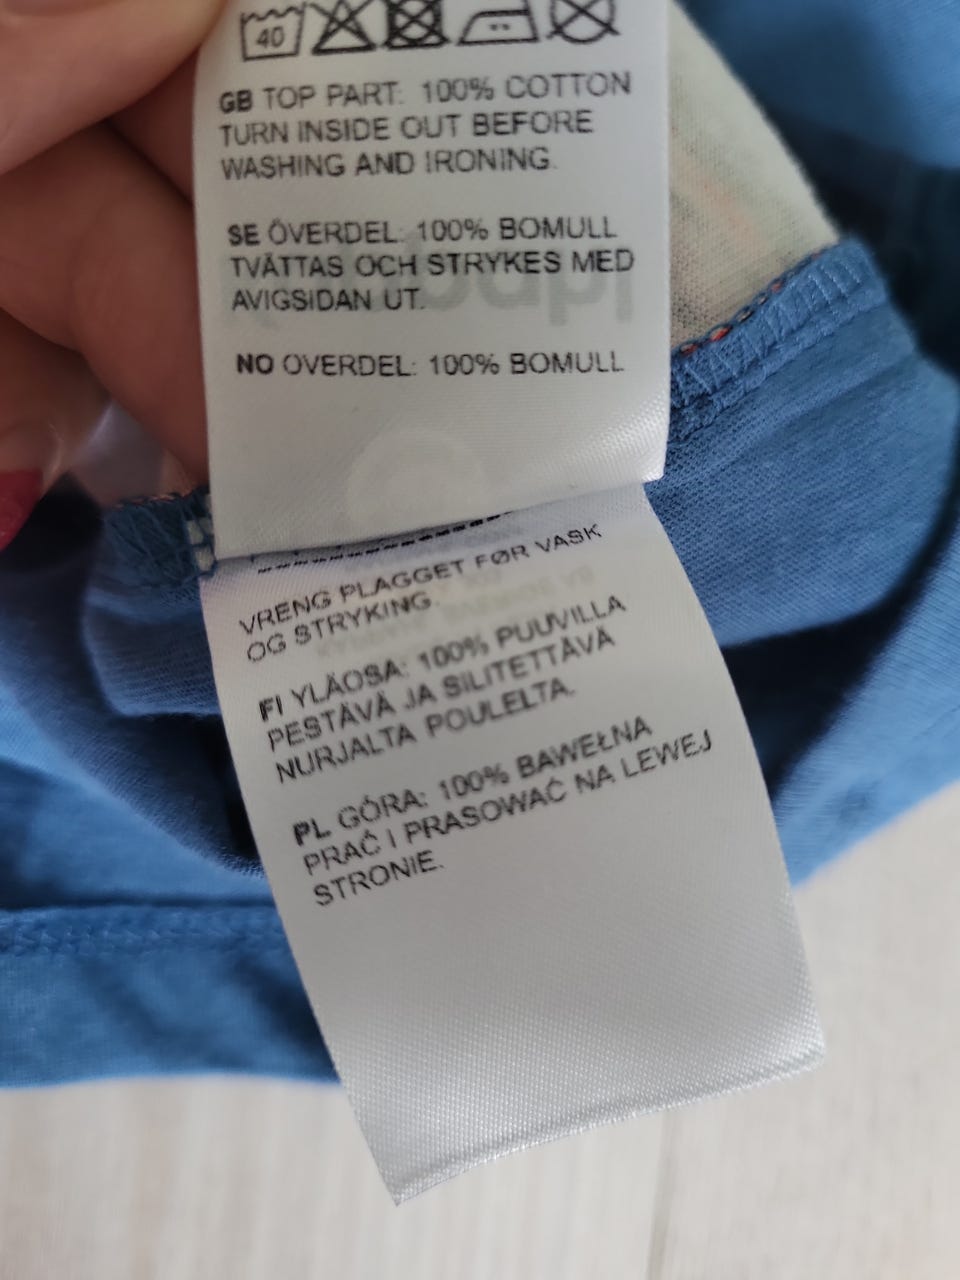 40
GB TOP PART: 100% COTTON
TURN INSIDE OUT BEFORE
WASHING AND IRONING.
SE ÖVERDEL: 100% BOMULL
TVÄTTAS OCH STRYKES MED
AVIGSIDAN UT.
NO OVERDEL: 100% BOMULL
VRENG PLAGGET FØR VASK
OG STRYKING.
FI YLÄOSA: 100% PUUVILLA
PESTÄVÄ JA SILITETTÄVÄ
NURJALTA POULELTA.
PL GÓRA: 100% BAWEŁNA
PRAĆ I PRASOWAĆ NA LEWEJ
STRONIE.